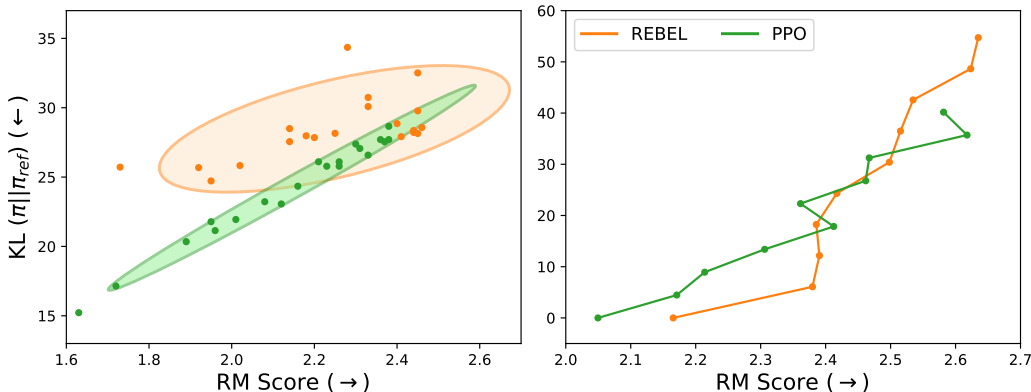 KL (π||π_ref) (←)
35
30
25
20
15
1.6 1.8 2.0 2.2 2.4 2.6
RM Score (→)
REBEL PPO
60
50
40
30
20
10
0
2.0 2.1 2.2 2.3 2.4 2.5 2.6 2.7
RM Score (→)